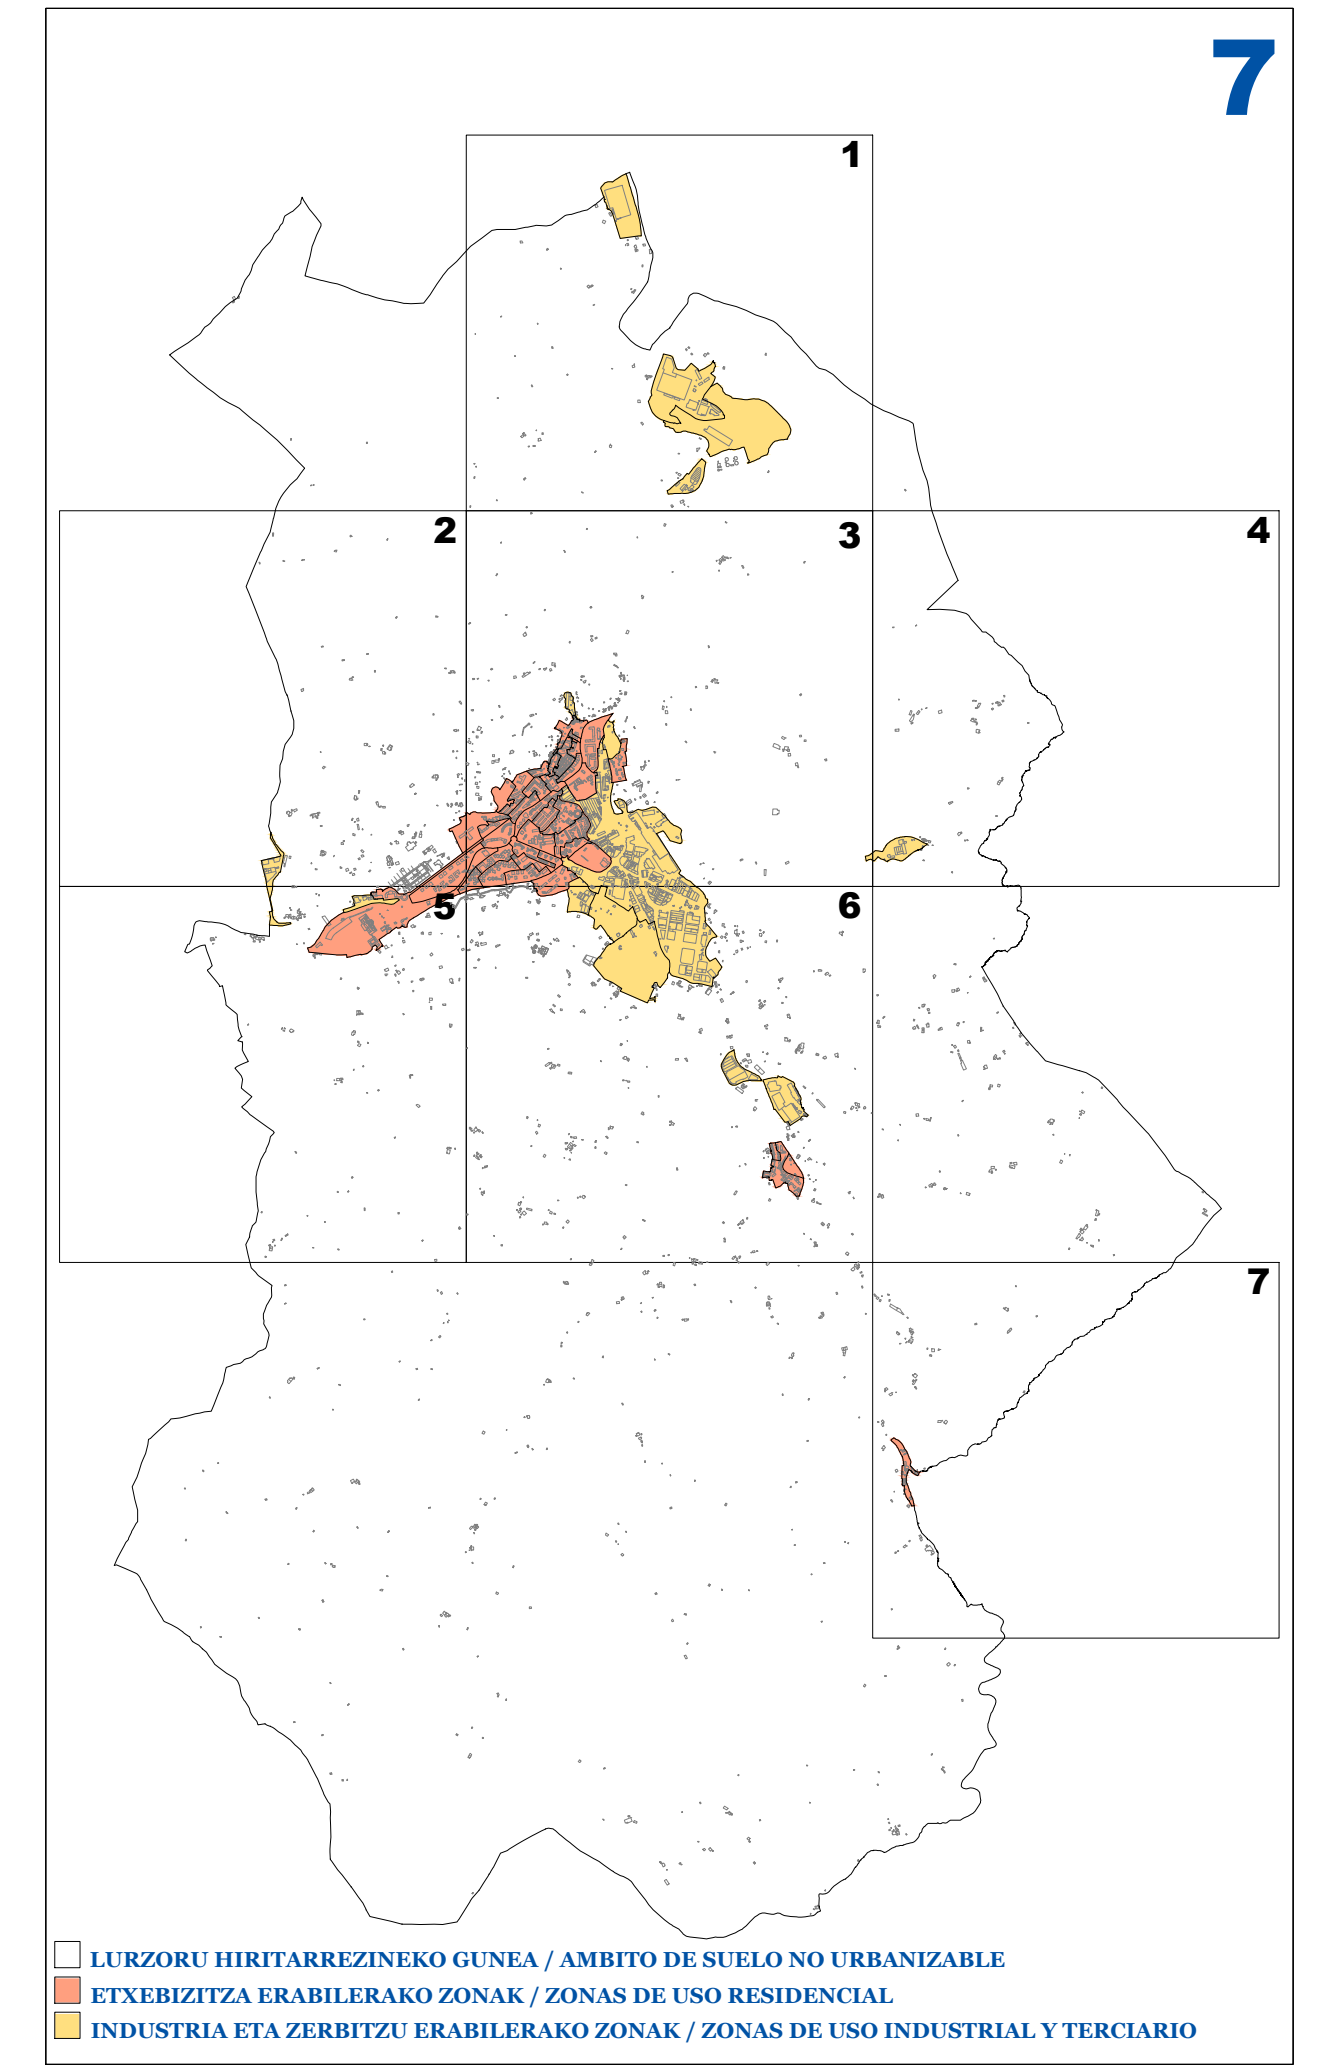 7
1
2
3
4
5
6
7
LURZORU HIRITARREZINEKO GUNEA / AMBITO DE SUELO NO URBANIZABLE
ETXEBIZITZA ERABILERAKO ZONAK / ZONAS DE USO RESIDENCIAL
INDUSTRIA ETA ZERBITZU ERABILERAKO ZONAK / ZONAS DE USO INDUSTRIAL Y TERCIARIO